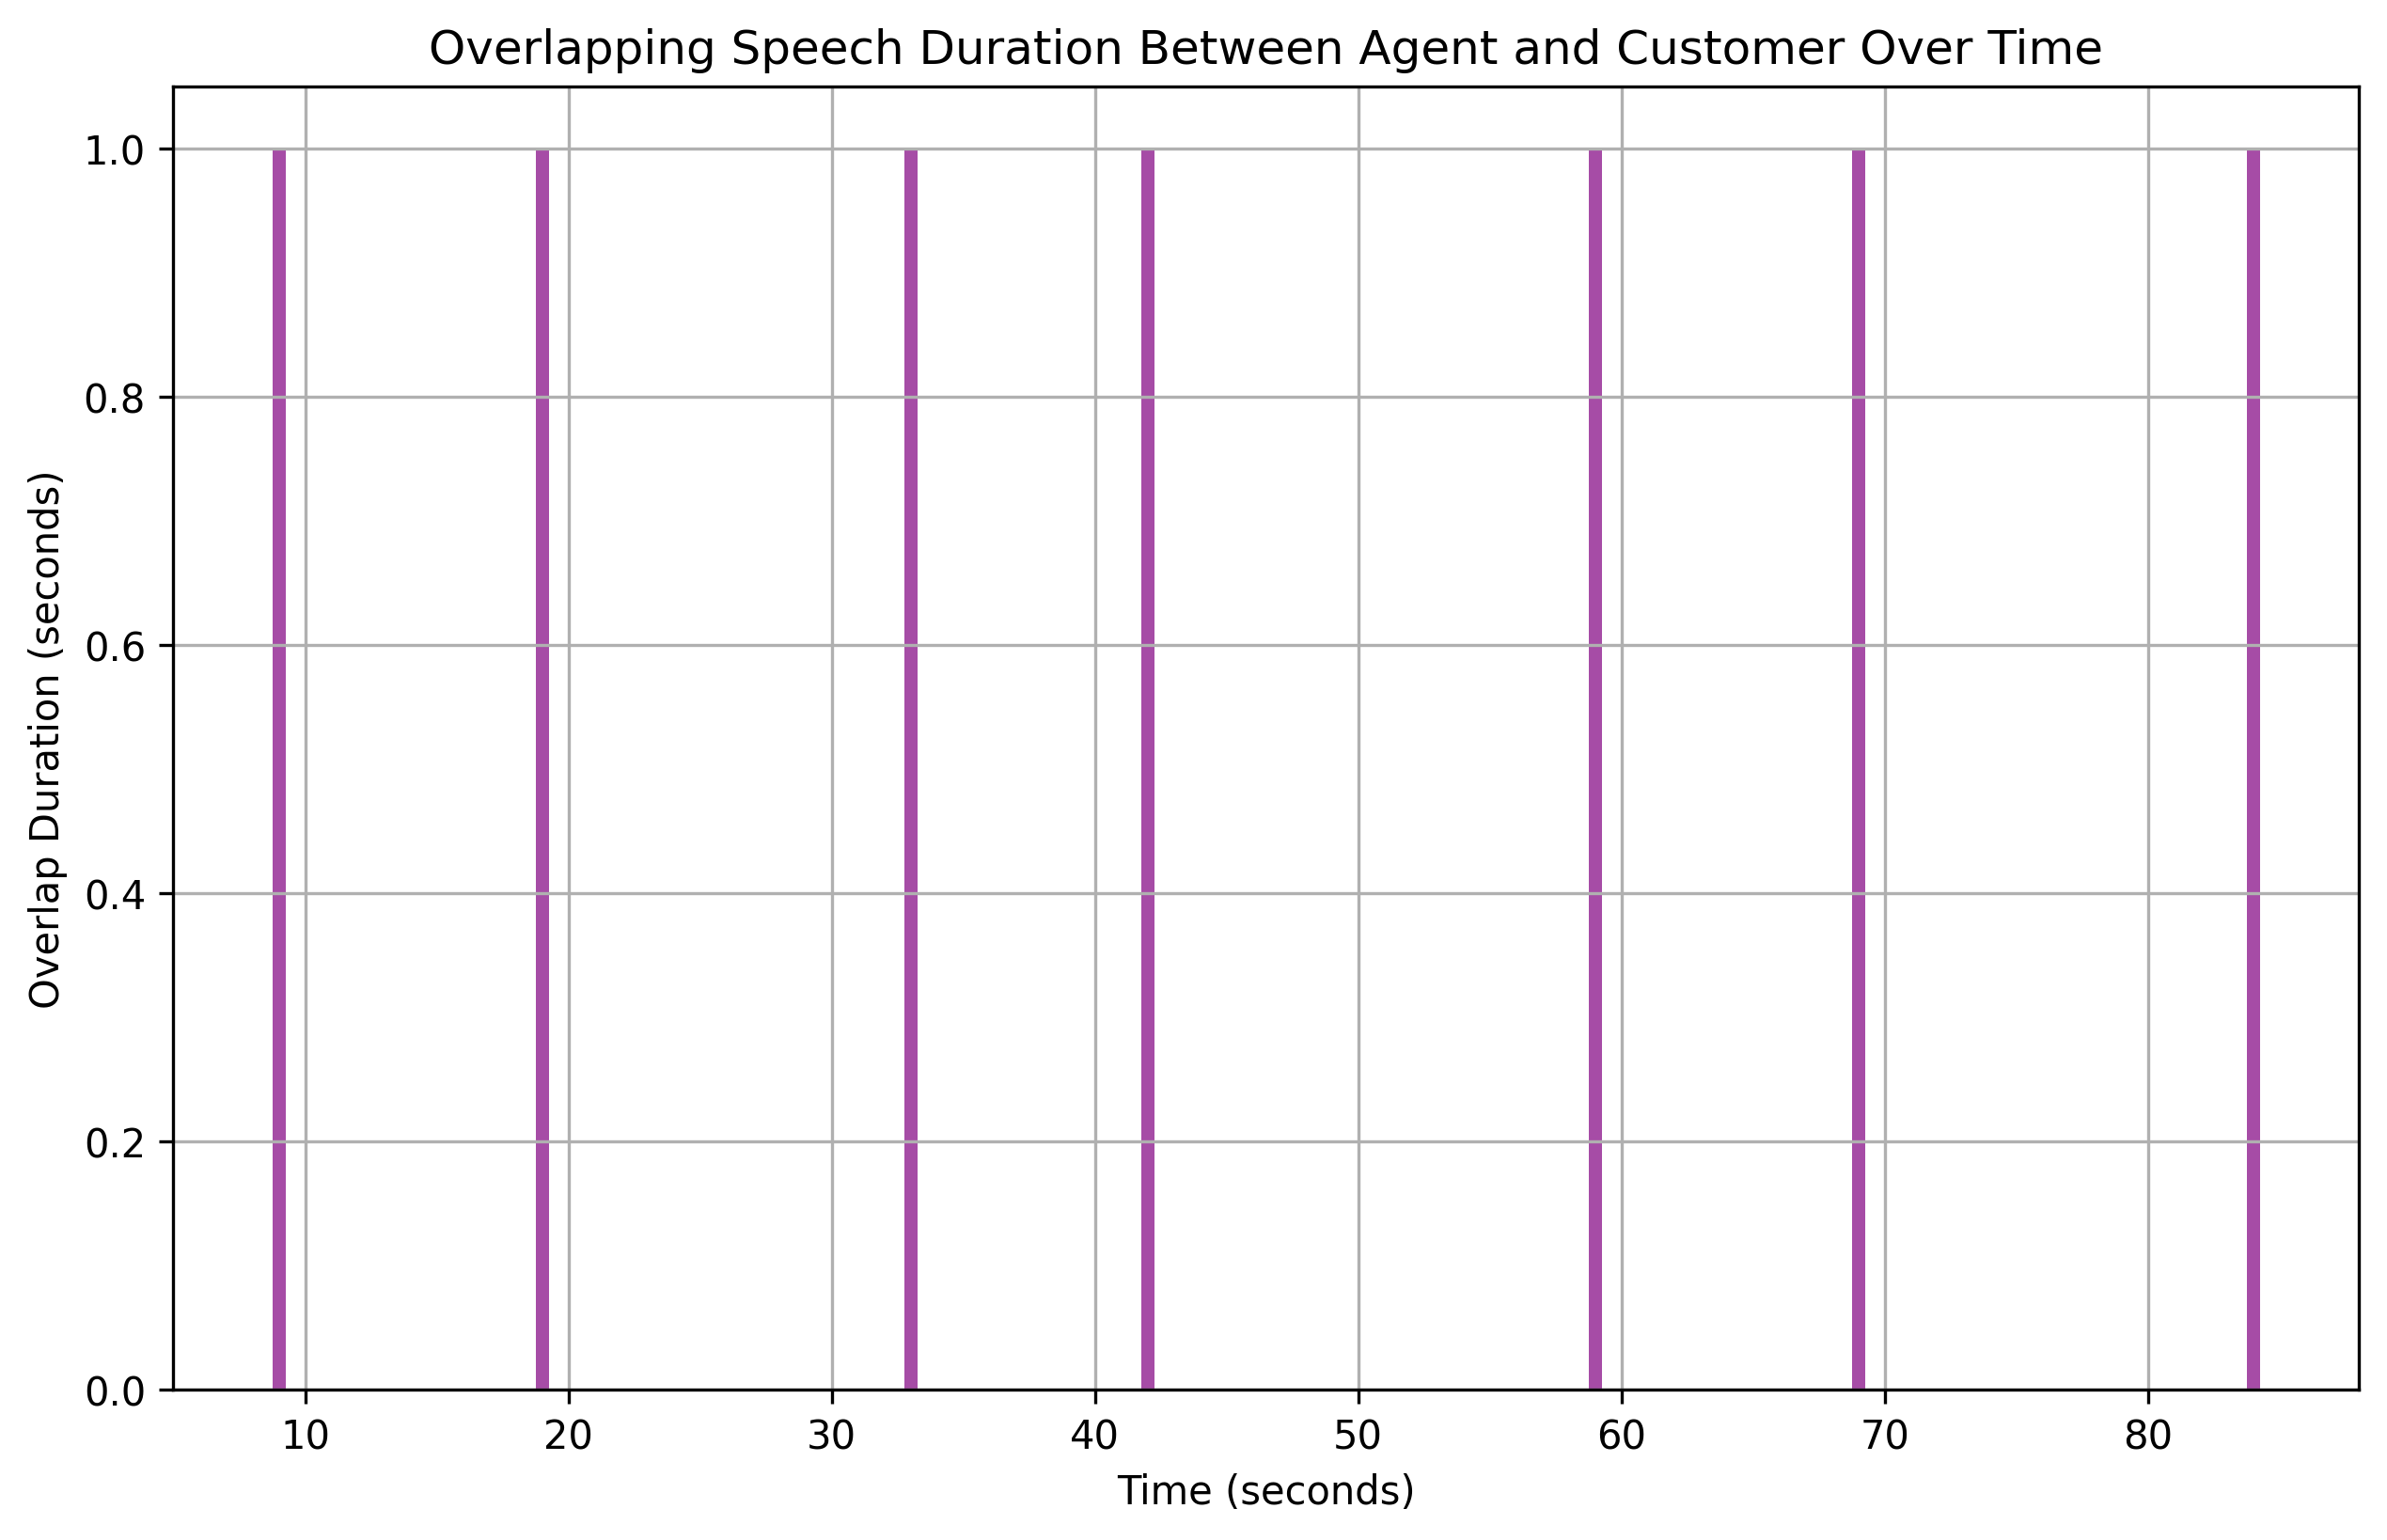 Overlapping Speech Duration Between Agent and Customer Over Time
1.0
0.8
0.6
0.4
0.2
0.0
Overlap Duration (seconds)
10 20 30 40 50 60 70 80
Time (seconds)